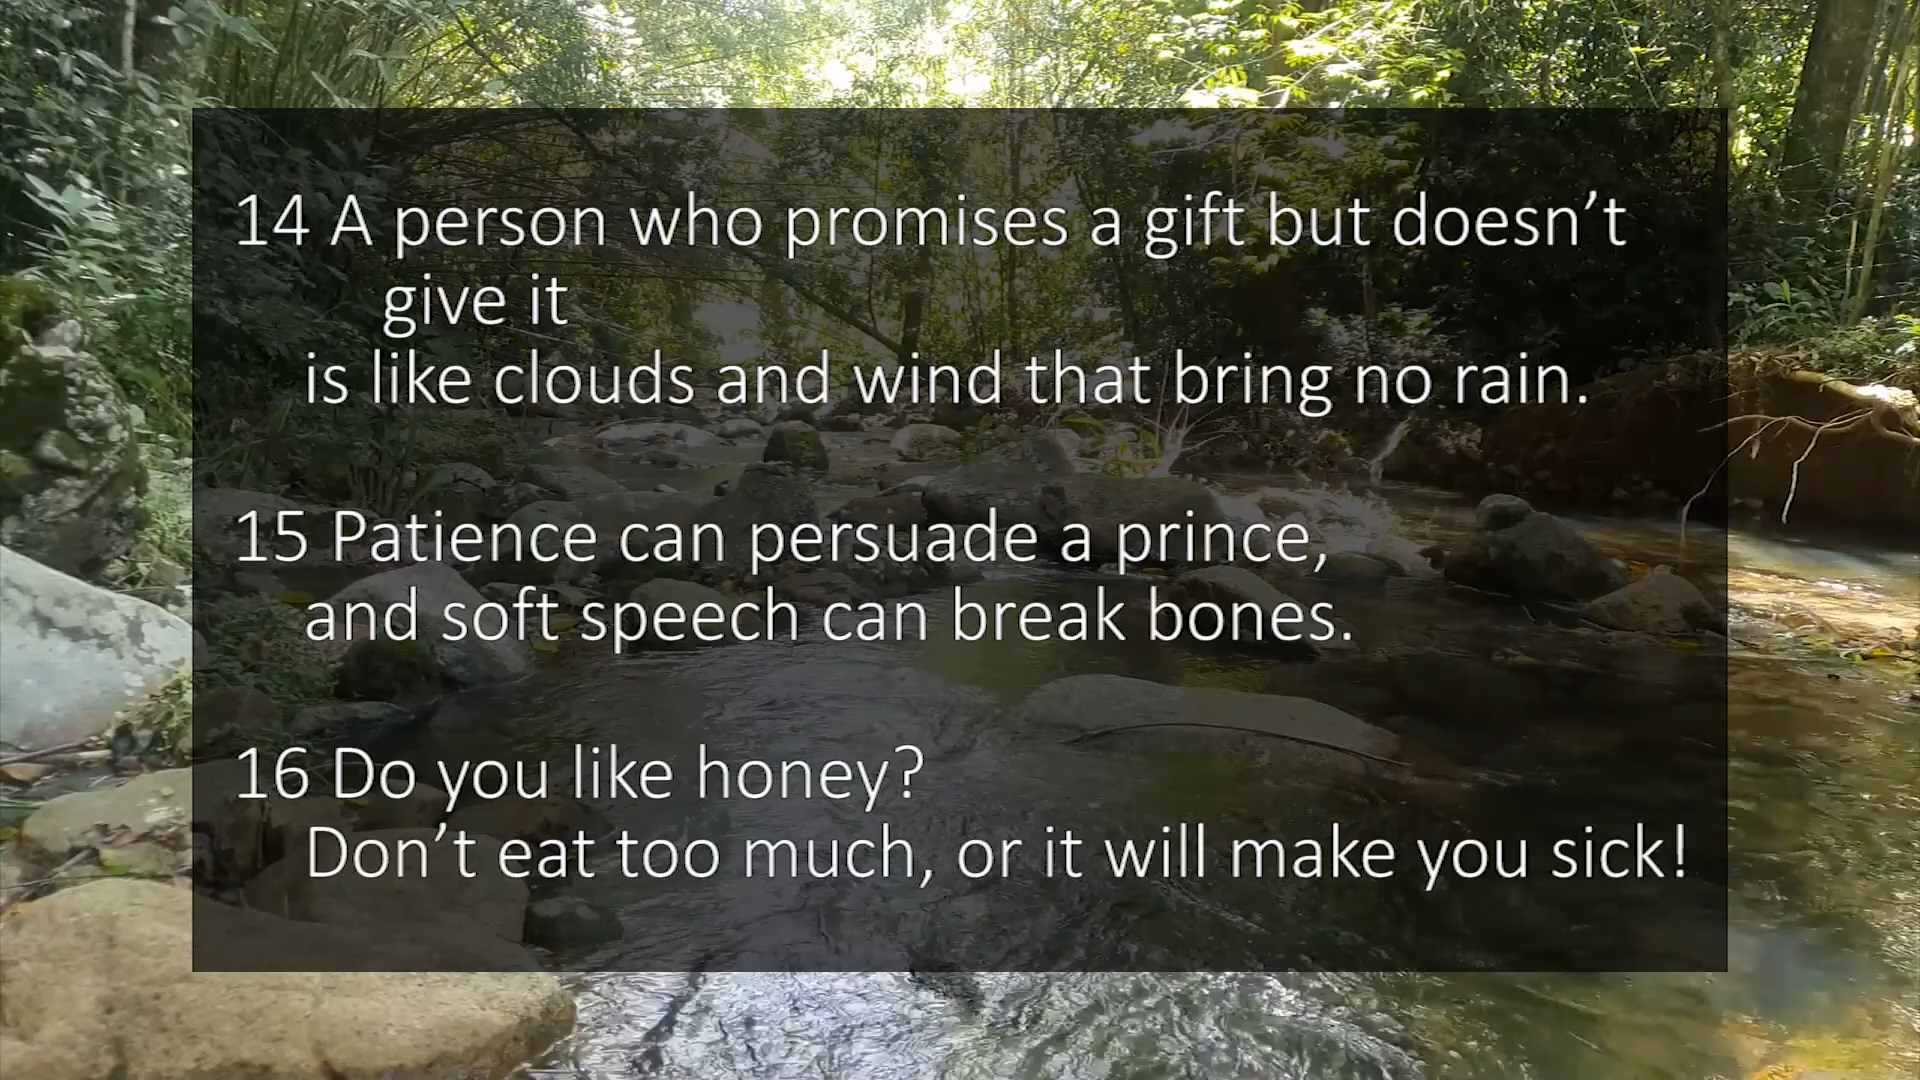 14 A person who promises a gift but doesn’t
give it
is like clouds and wind that bring no rain.
15 Patience can persuade a prince,
and soft speech can break bones.
16 Do you like honey?
Don’t eat too much, or it will make you sick!